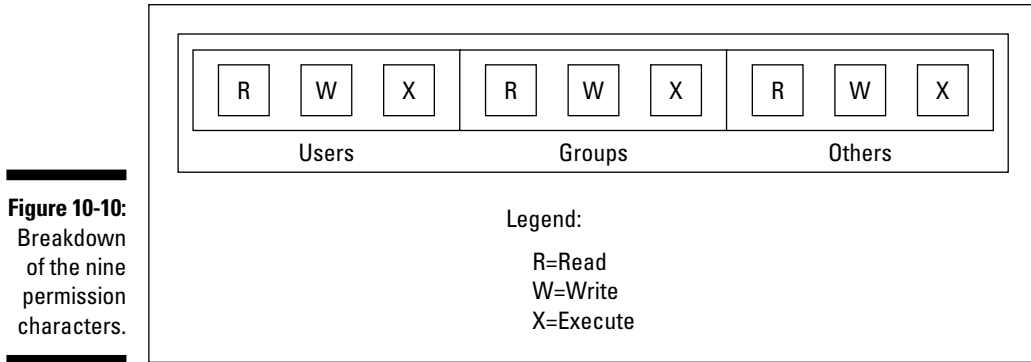 R W X R W X R W X
Users Groups Others
Figure 10-10:
Breakdown
of the nine
permission
characters.
Legend:
R=Read
W=Write
X=Execute